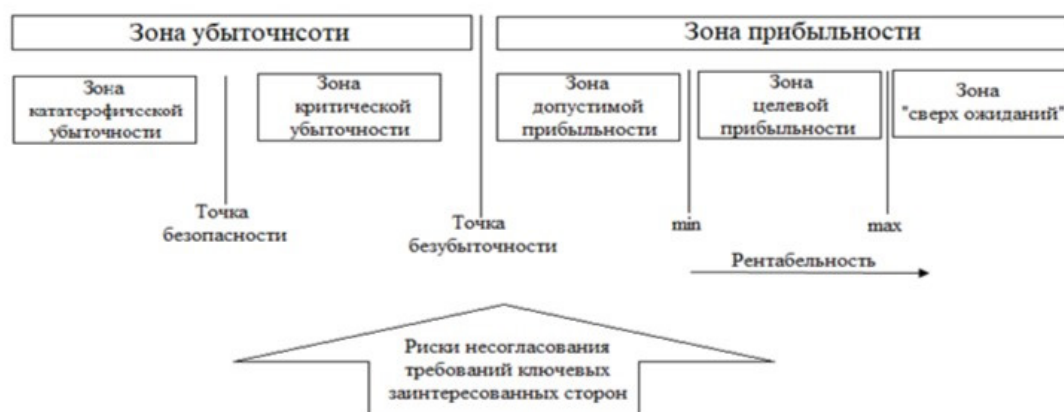 Зона убыточнсоти
Зона прибыльности
Зона
кататерофичесеой
убыточности
Зона
критической
убыточности
Зона
допустимой
прибыльности
Зона
целевой
прибыльности
Зона
"сверх ожиданий"
Точка
безопасности
Точка
безубыточности
min
max
Рентабельность
Риски несогласования
требований ключевых
заинтересованных сторон